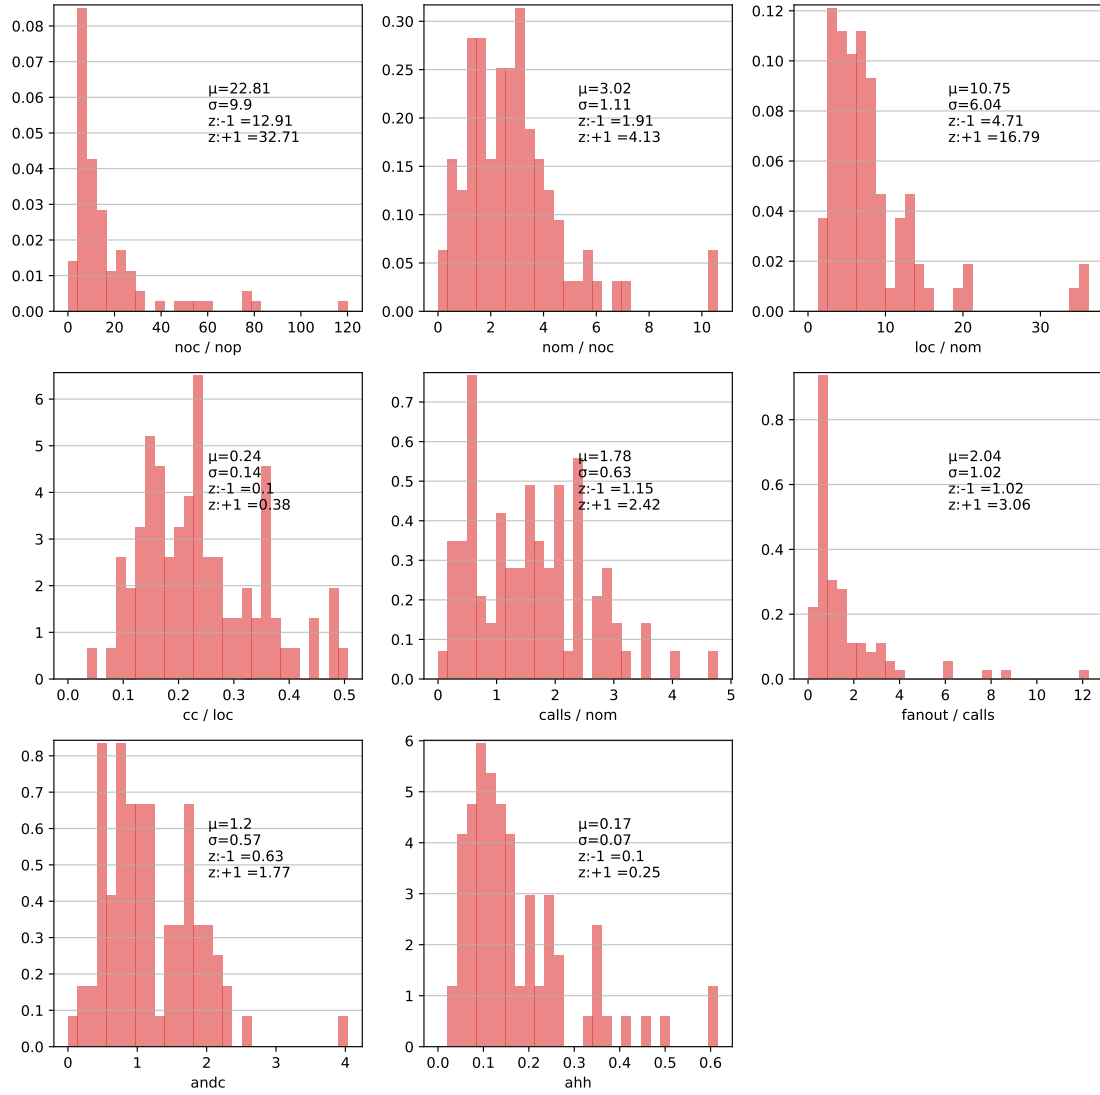 0.08
0.07
0.06
0.05
0.04
0.03
0.02
0.01
0.00
μ=22.81
σ=9.9
z:-1 =12.91
z:+1 =32.71
0 20 40 60 80 100 120
noc / nop
0.30
0.25
0.20
0.15
0.10
0.05
0.00
μ=3.02
σ=1.11
z:-1 =1.91
z:+1 =4.13
0 2 4 6 8 10
nom / noc
0.12
0.10
0.08
0.06
0.04
0.02
0.00
μ=10.75
σ=6.04
z:-1 =4.71
z:+1 =16.79
0 10 20 30
loc / nom
6
5
4
3
2
1
0
μ=0.24
σ=0.14
z:-1 =0.1
z:+1 =0.38
0.0 0.1 0.2 0.3 0.4 0.5
cc / loc
0.7
0.6
0.5
0.4
0.3
0.2
0.1
0.0
μ=1.78
σ=0.63
z:-1 =1.15
z:+1 =2.42
0 1 2 3 4 5
calls / nom
0.8
0.6
0.4
0.2
0.0
μ=2.04
σ=1.02
z:-1 =1.02
z:+1 =3.06
0 2 4 6 8 10 12
fanout / calls
0.8
0.7
0.6
0.5
0.4
0.3
0.2
0.1
0.0
μ=1.2
σ=0.57
z:-1 =0.63
z:+1 =1.77
0 1 2 3 4
andc
6
5
4
3
2
1
0
μ=0.17
σ=0.07
z:-1 =0.1
z:+1 =0.25
0.0 0.1 0.2 0.3 0.4 0.5 0.6
ahh